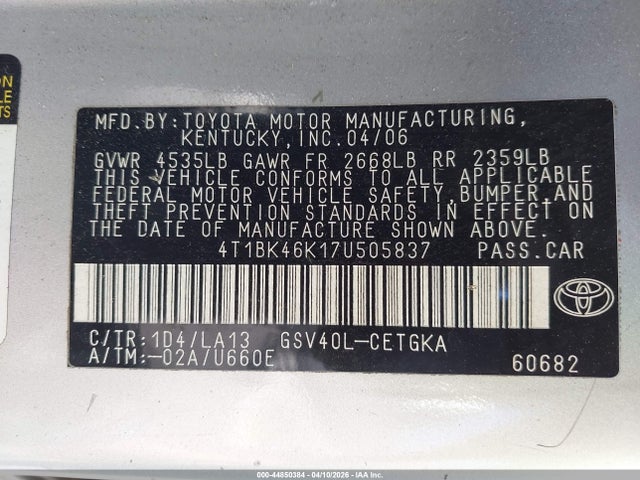 ON
LE
TS
MFD.BY:TOYOTA MOTOR MANUFACTURING,
KENTUCKY,INC.04/06
GVWR 4535LB GAWR FR 2668LB RR 2359LB
THIS VEHICLE CONFORMS TO ALL APPLICABLE
FEDERAL MOTOR VEHICLE SAFETY,BUMPER,AND
THEFT PREVENTION STANDARDS IN EFFECT ON
THE DATE OF MANUFACTURE SHOWN ABOVE.
4T1BK46K17U505837 PASS.CAR
C/TR:1D4/LA13 GSV40L-CETGKA
A/TM:-02A/U660E
60682
000-44850384 | 04/10/2026 - IAA Inc.